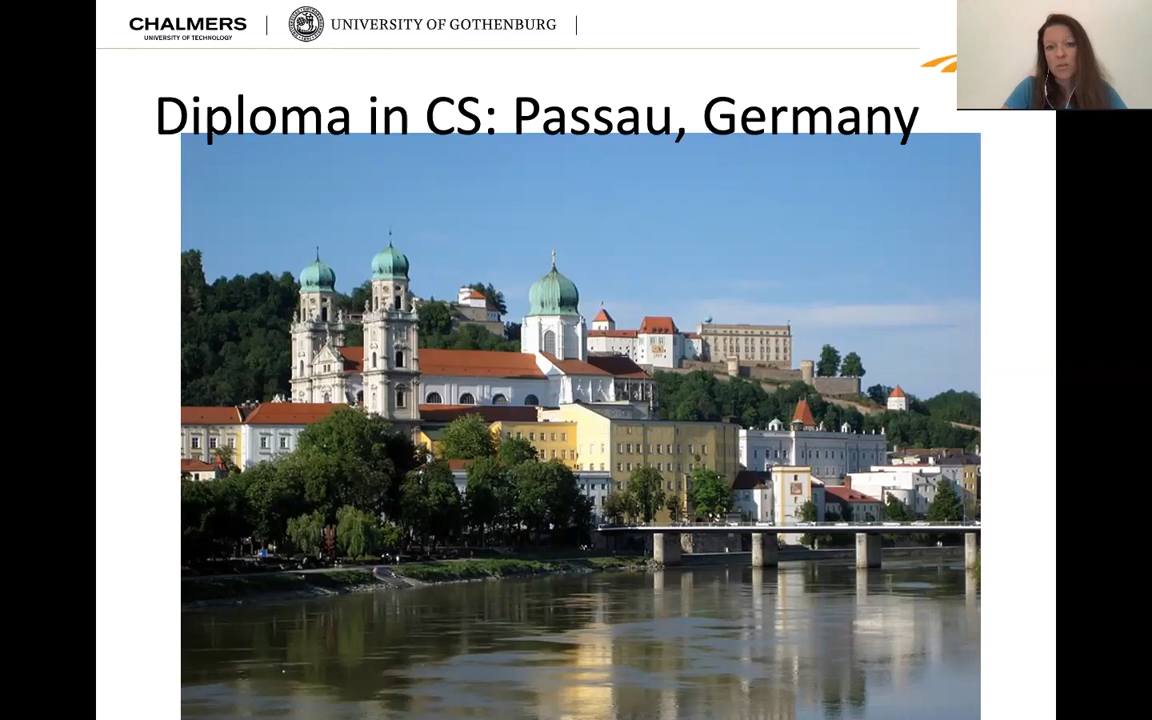 CHALMERS
UNIVERSITY OF TECHNOLOGY
UNIVERSITY OF GOTHENBURG
Diploma in CS: Passau, Germany